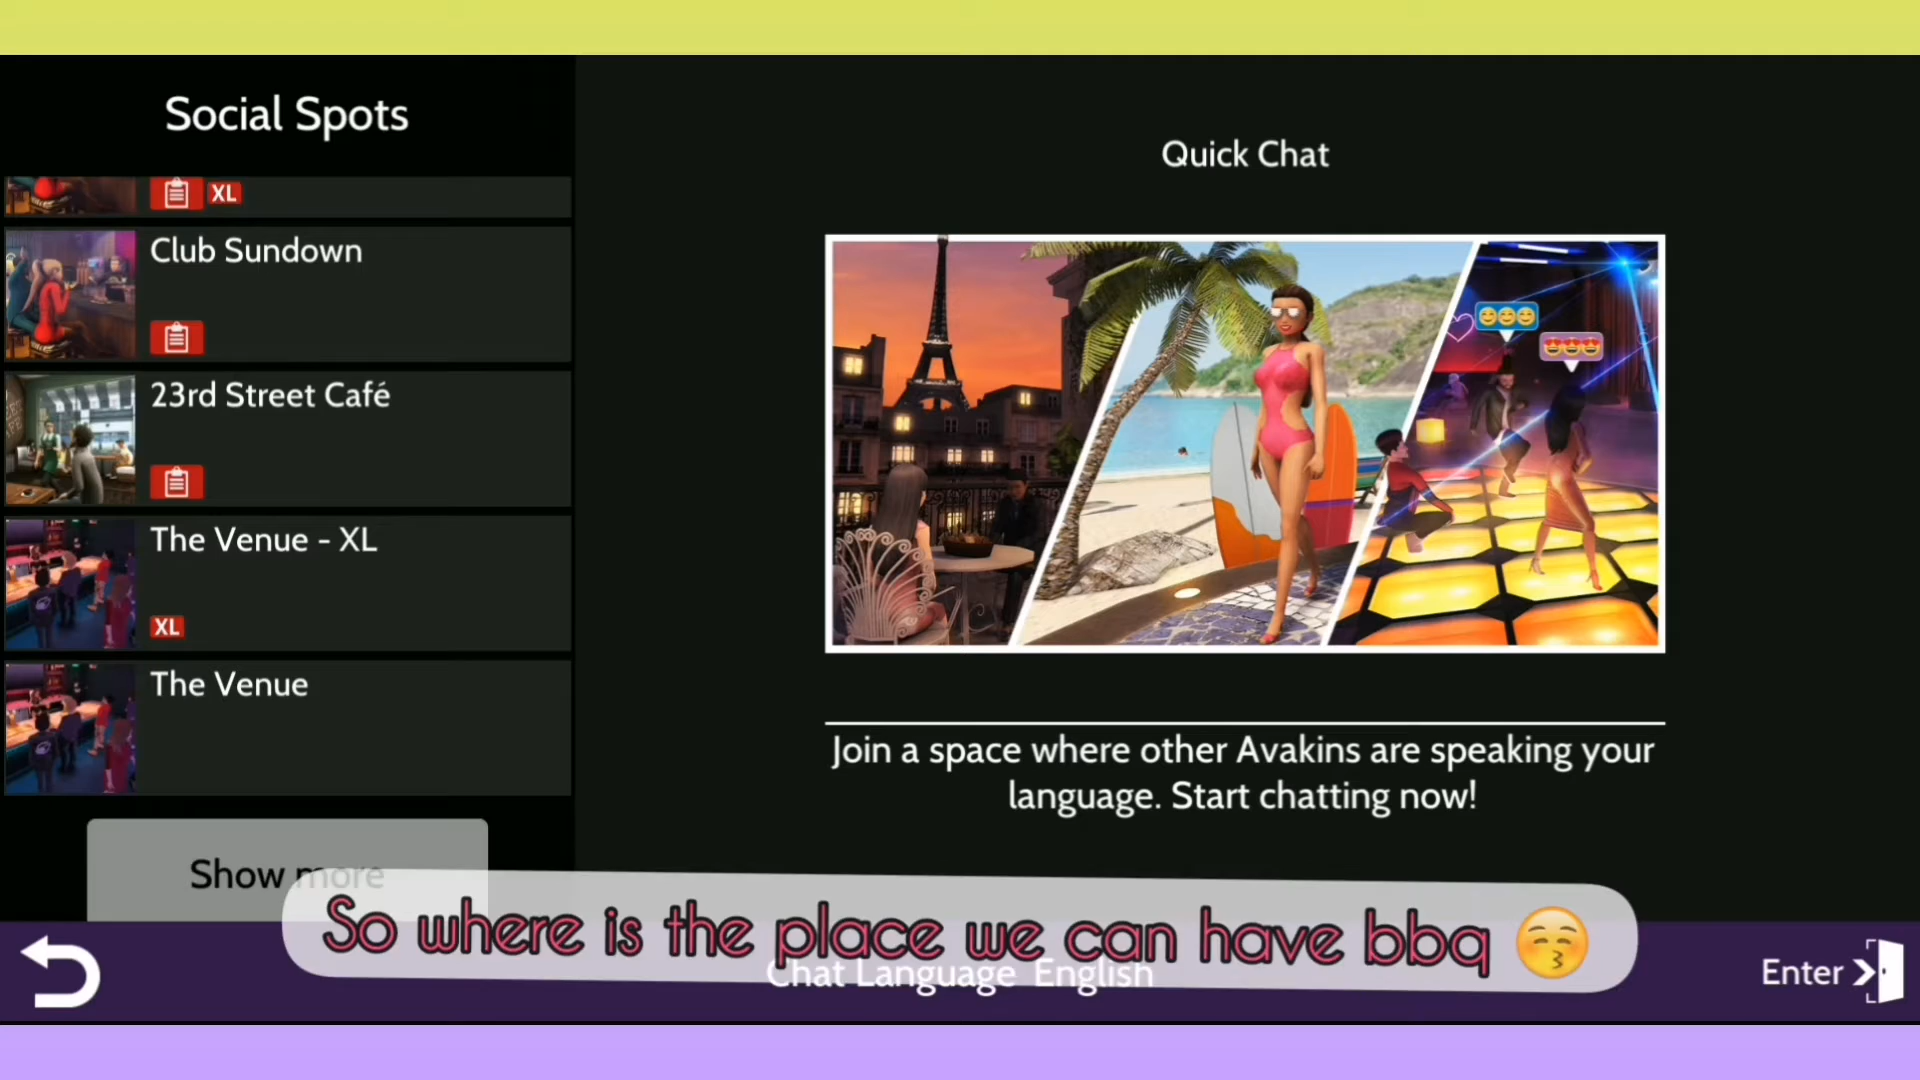 Social Spots
XL
Club Sundown
23rd Street Café
The Venue - XL
XL
The Venue
Show more
Quick Chat
Join a space where other Avakins are speaking your
language. Start chatting now!
So where is the place we can have bbq 😚
Chat Language English
Enter